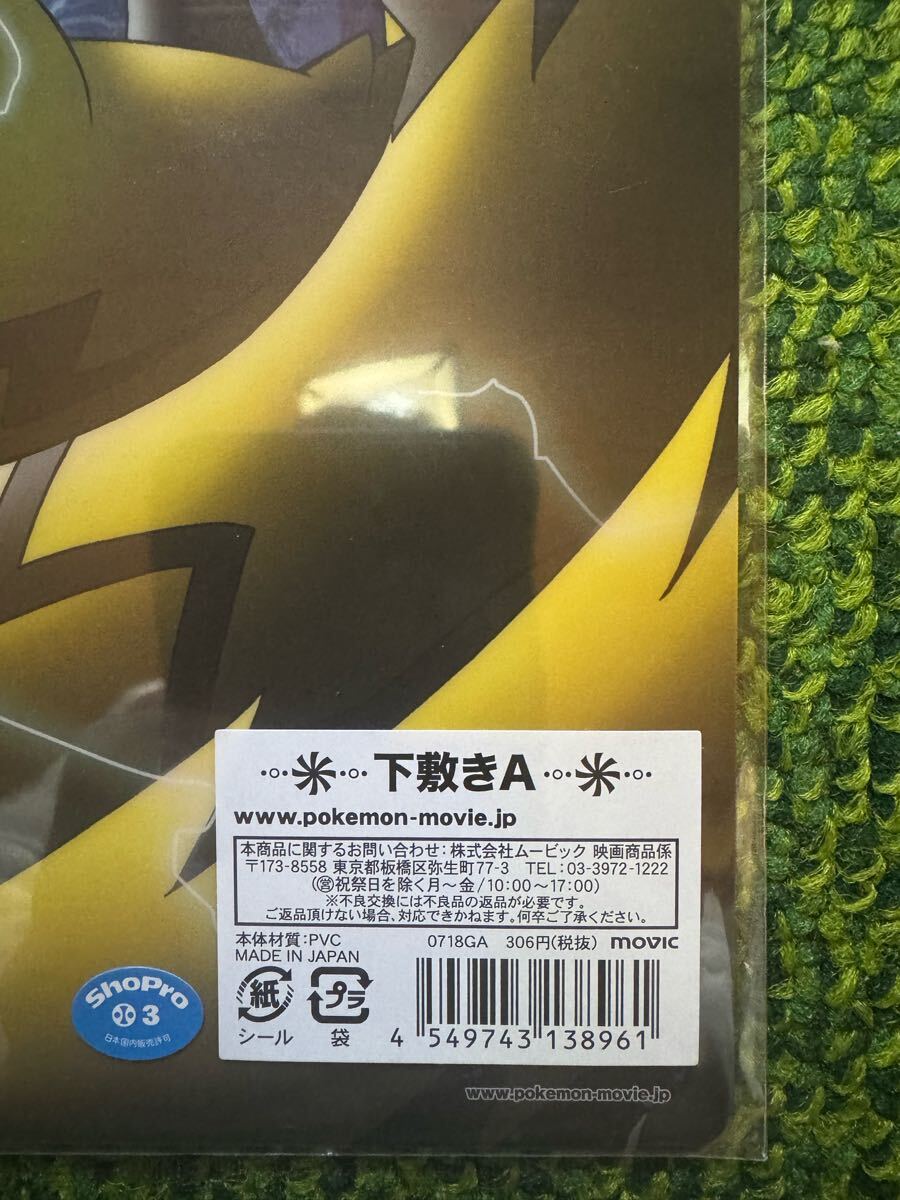 下敷きA
www.pokemon-movie.jp
本商品に関するお問い合わせ:株式会社ムービック 映画商品係
〒173-8558 東京都板橋区弥生町77-3 TEL:03-3972-1222
(営祝祭日を除く月〜金/10:00〜17:00)
※不良交換には不良品の返品が必要です。
ご返品頂けない場合、対応できかねます。何卒ご了承ください。
本体材質:PVC 0718GA 306円(税抜) movic
MADE IN JAPAN
紙 プラ
シール 袋
4 549743 138961
ShoPro
3
日本国内販売許可
www.pokemon-movie.jp